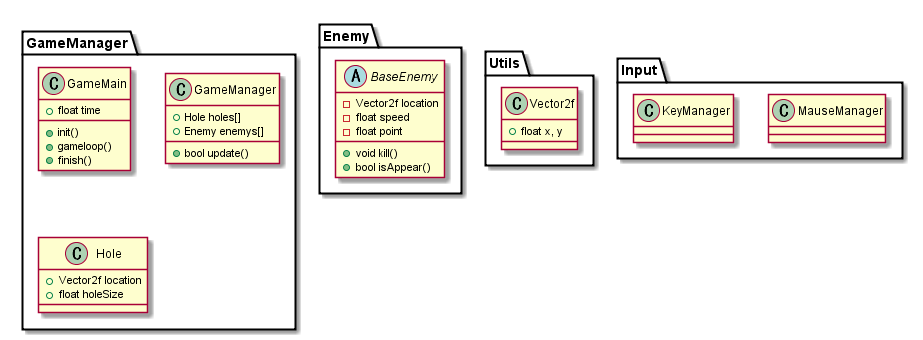 GameManager
C GameMain
float time
init()
gameloop()
finish()
C GameManager
Hole holes[]
Enemy enemys[]
bool update()
C Hole
Vector2f location
float holeSize
Enemy
A BaseEnemy
Vector2f location
float speed
float point
void kill()
bool isAppear()
Utils
C Vector2f
float x, y
Input
C KeyManager
C MauseManager